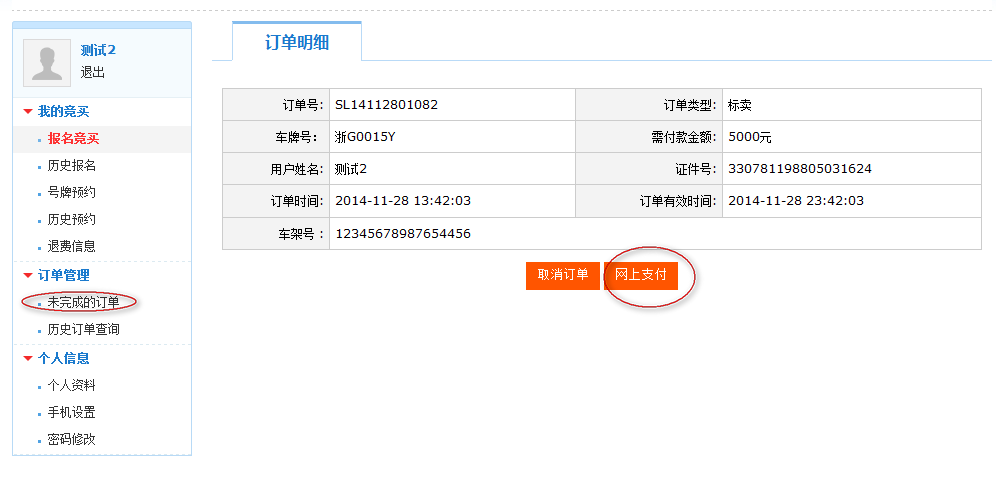 测试2
退出
我的竞买
报名竞买
历史报名
号牌预约
历史预约
退费信息
订单管理
未完成的订单
历史订单查询
个人信息
个人资料
手机设置
密码修改
订单明细
订单号: SL14112801082 订单类型: 标卖
车牌号: 浙G0015Y 需付款金额: 5000元
用户姓名: 测试2 证件号: 330781198805031624
订单时间: 2014-11-28 13:42:03 订单有效时间: 2014-11-28 23:42:03
车架号 : 12345678987654456
取消订单 网上支付